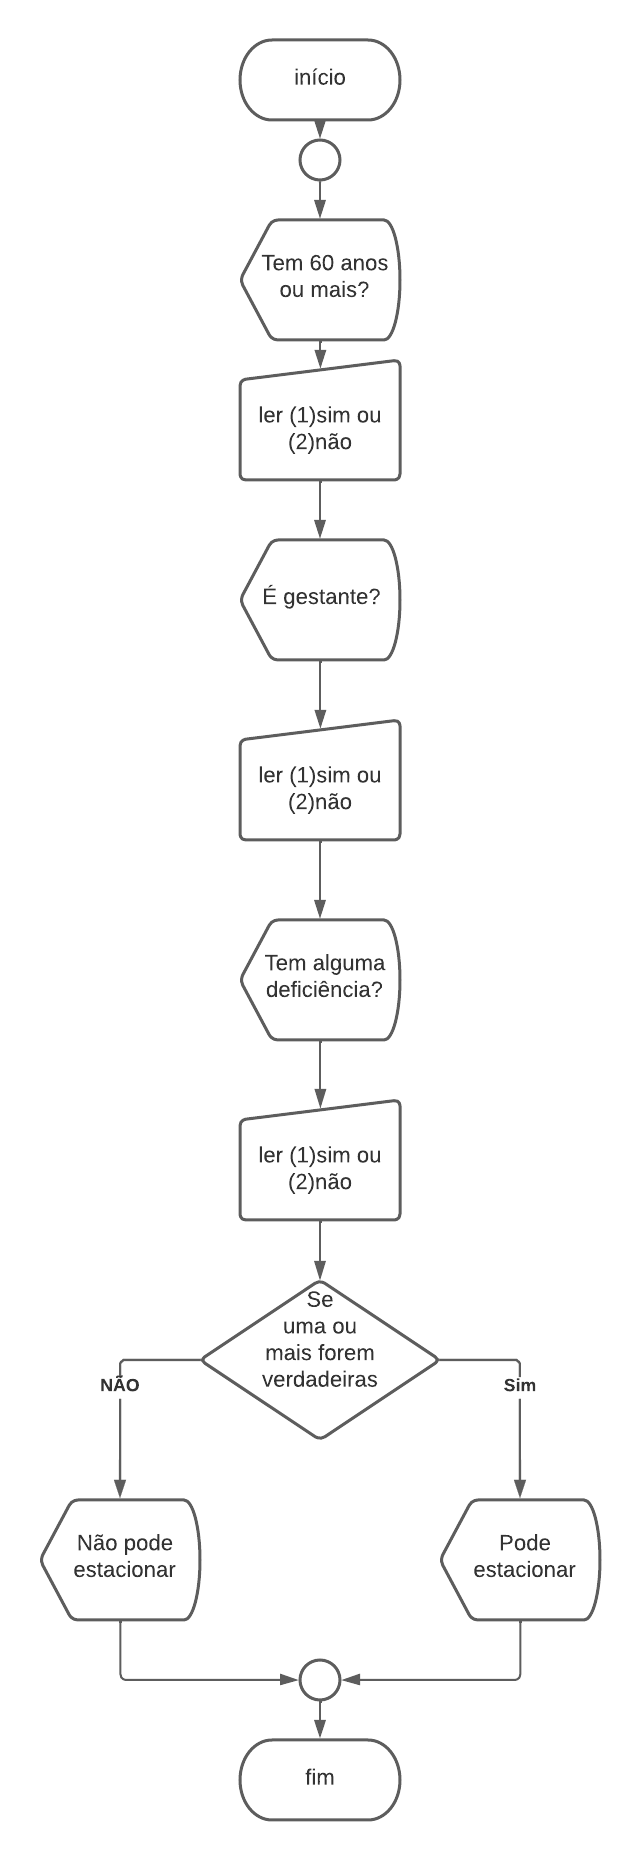 início
Tem 60 anos
ou mais?
ler (1)sim ou
(2)não
É gestante?
ler (1)sim ou
(2)não
Tem alguma
deficiência?
ler (1)sim ou
(2)não
Se
uma ou
mais forem
verdadeiras
NÃO
Sim
Não pode
estacionar
Pode
estacionar
fim